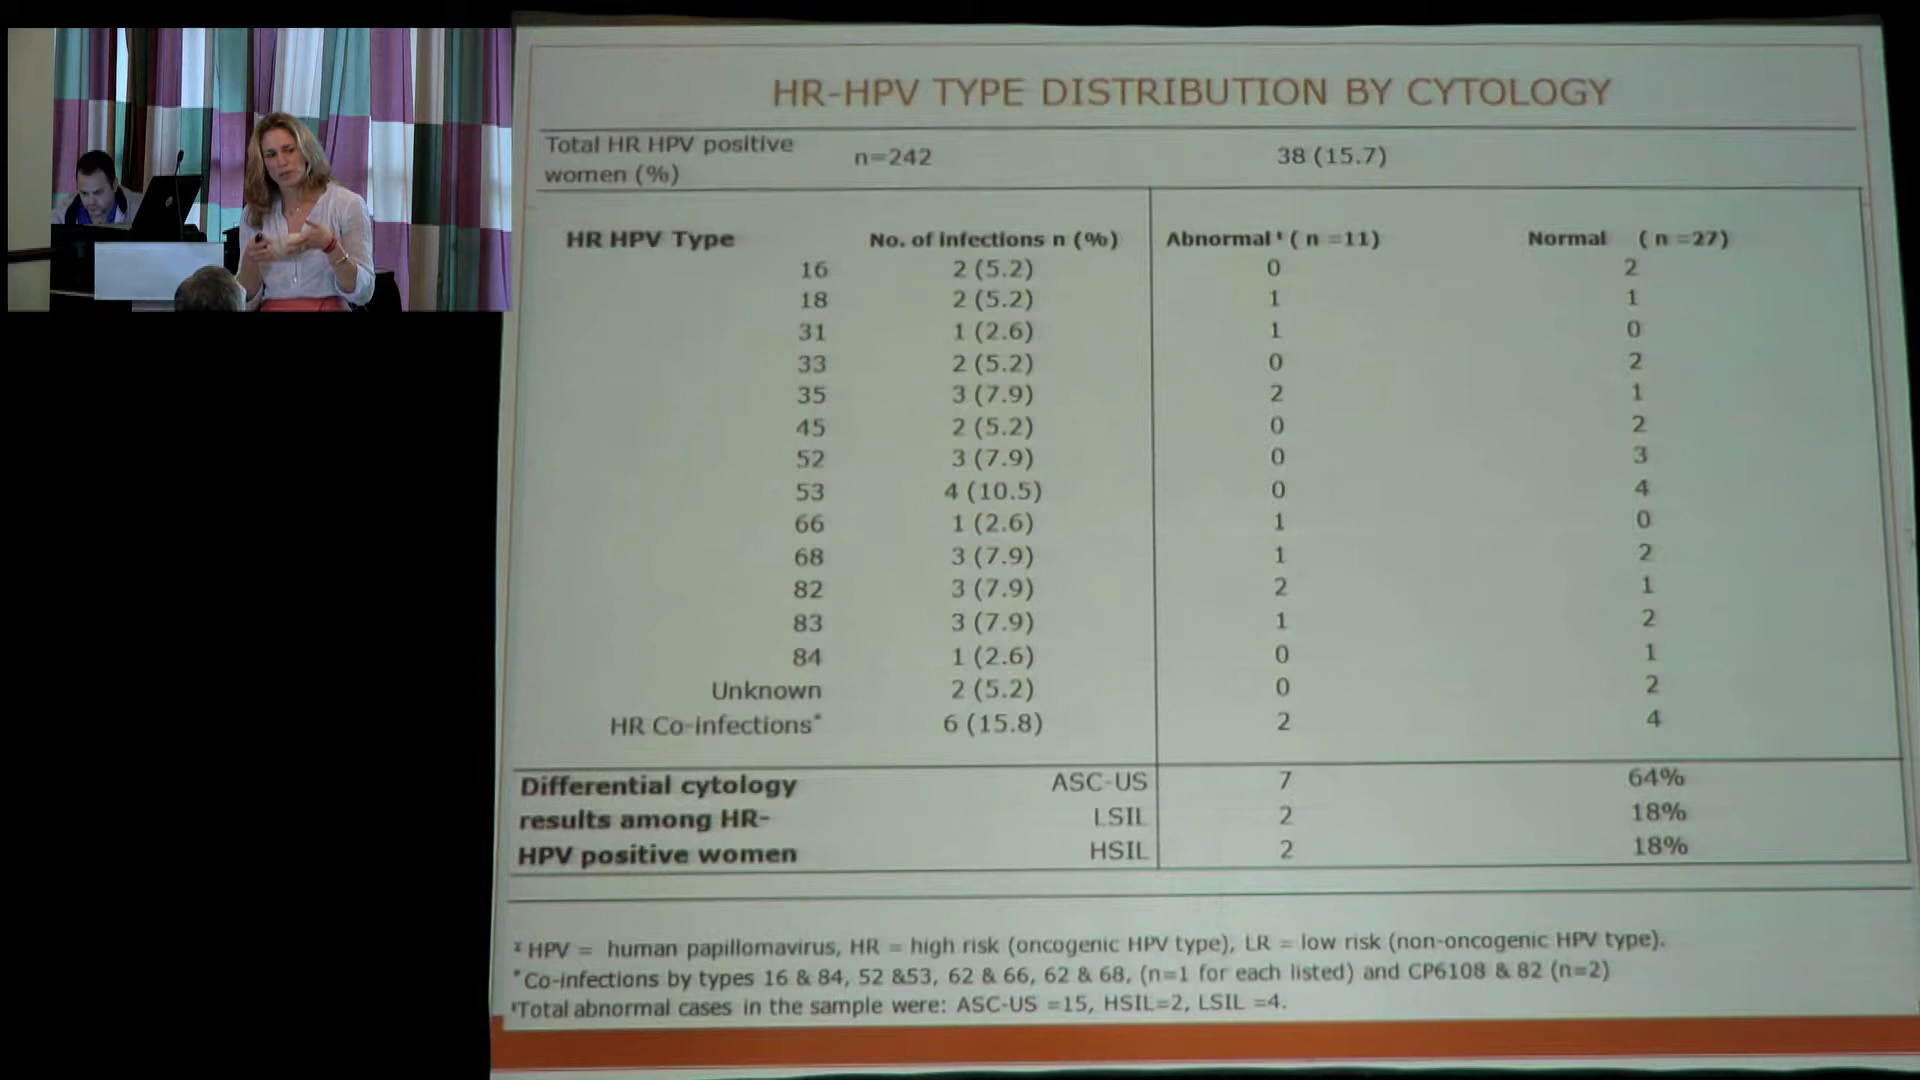 HR-HPV TYPE DISTRIBUTION BY CYTOLOGY
Total HR HPV positive women (%) n=242 38 (15.7)
HR HPV Type No. of infections n (%) Abnormal ‡ ( n =11) Normal ( n =27)
16 2 (5.2) 0 2
18 2 (5.2) 1 1
31 1 (2.6) 1 0
33 2 (5.2) 0 2
35 3 (7.9) 2 1
45 2 (5.2) 0 2
52 3 (7.9) 0 3
53 4 (10.5) 0 4
66 1 (2.6) 1 0
68 3 (7.9) 1 2
82 3 (7.9) 2 1
83 3 (7.9) 1 2
84 1 (2.6) 0 1
Unknown 2 (5.2) 0 2
HR Co-infections* 6 (15.8) 2 4
Differential cytology ASC-US 7 64%
results among HR- LSIL 2 18%
HPV positive women HSIL 2 18%
¥ HPV = human papillomavirus, HR = high risk (oncogenic HPV type), LR = low risk (non-oncogenic HPV type).
*Co-infections by types 16 & 84, 52 &53, 62 & 66, 62 & 68, (n=1 for each listed) and CP6108 & 82 (n=2)
‡Total abnormal cases in the sample were: ASC-US =15, HSIL=2, LSIL =4.